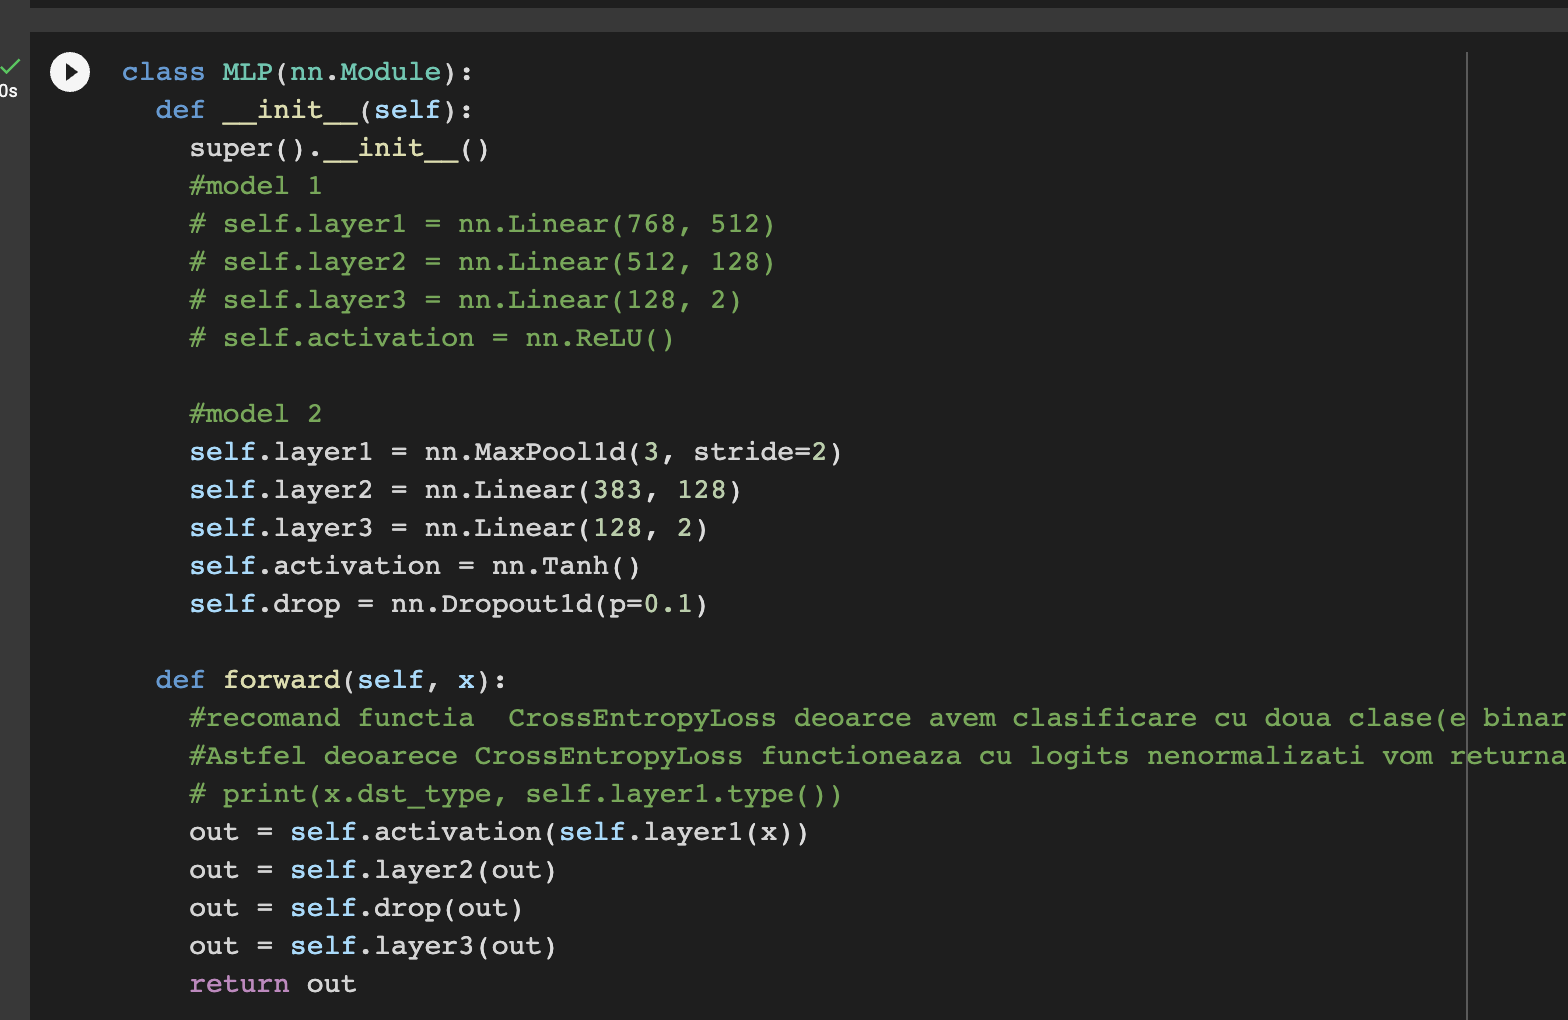 class MLP(nn.Module):
  def __init__(self):
0s
    super().__init__()
    #model 1
    # self.layer1 = nn.Linear(768, 512)
    # self.layer2 = nn.Linear(512, 128)
    # self.layer3 = nn.Linear(128, 2)
    # self.activation = nn.ReLU()

    #model 2
    self.layer1 = nn.MaxPool1d(3, stride=2)
    self.layer2 = nn.Linear(383, 128)
    self.layer3 = nn.Linear(128, 2)
    self.activation = nn.Tanh()
    self.drop = nn.Dropout1d(p=0.1)

  def forward(self, x):
    #recomand functia  CrossEntropyLoss deoarce avem clasificare cu doua clase(e binar
    #Astfel deoarece CrossEntropyLoss functioneaza cu logits nenormalizati vom returna
    # print(x.dst_type, self.layer1.type())
    out = self.activation(self.layer1(x))
    out = self.layer2(out)
    out = self.drop(out)
    out = self.layer3(out)
    return out